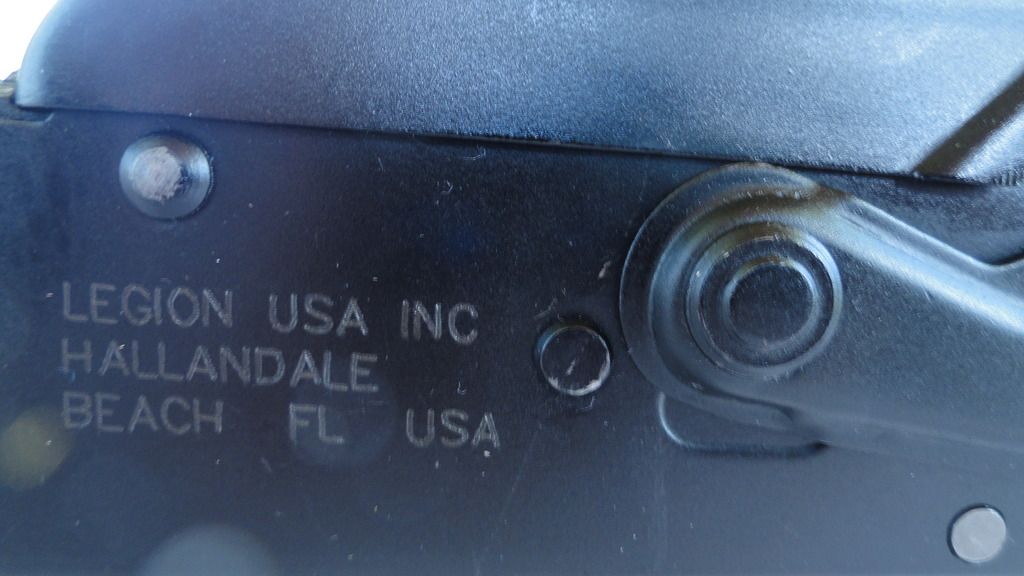 LEGION USA INC
HALLANDALE
BEACH FL USA